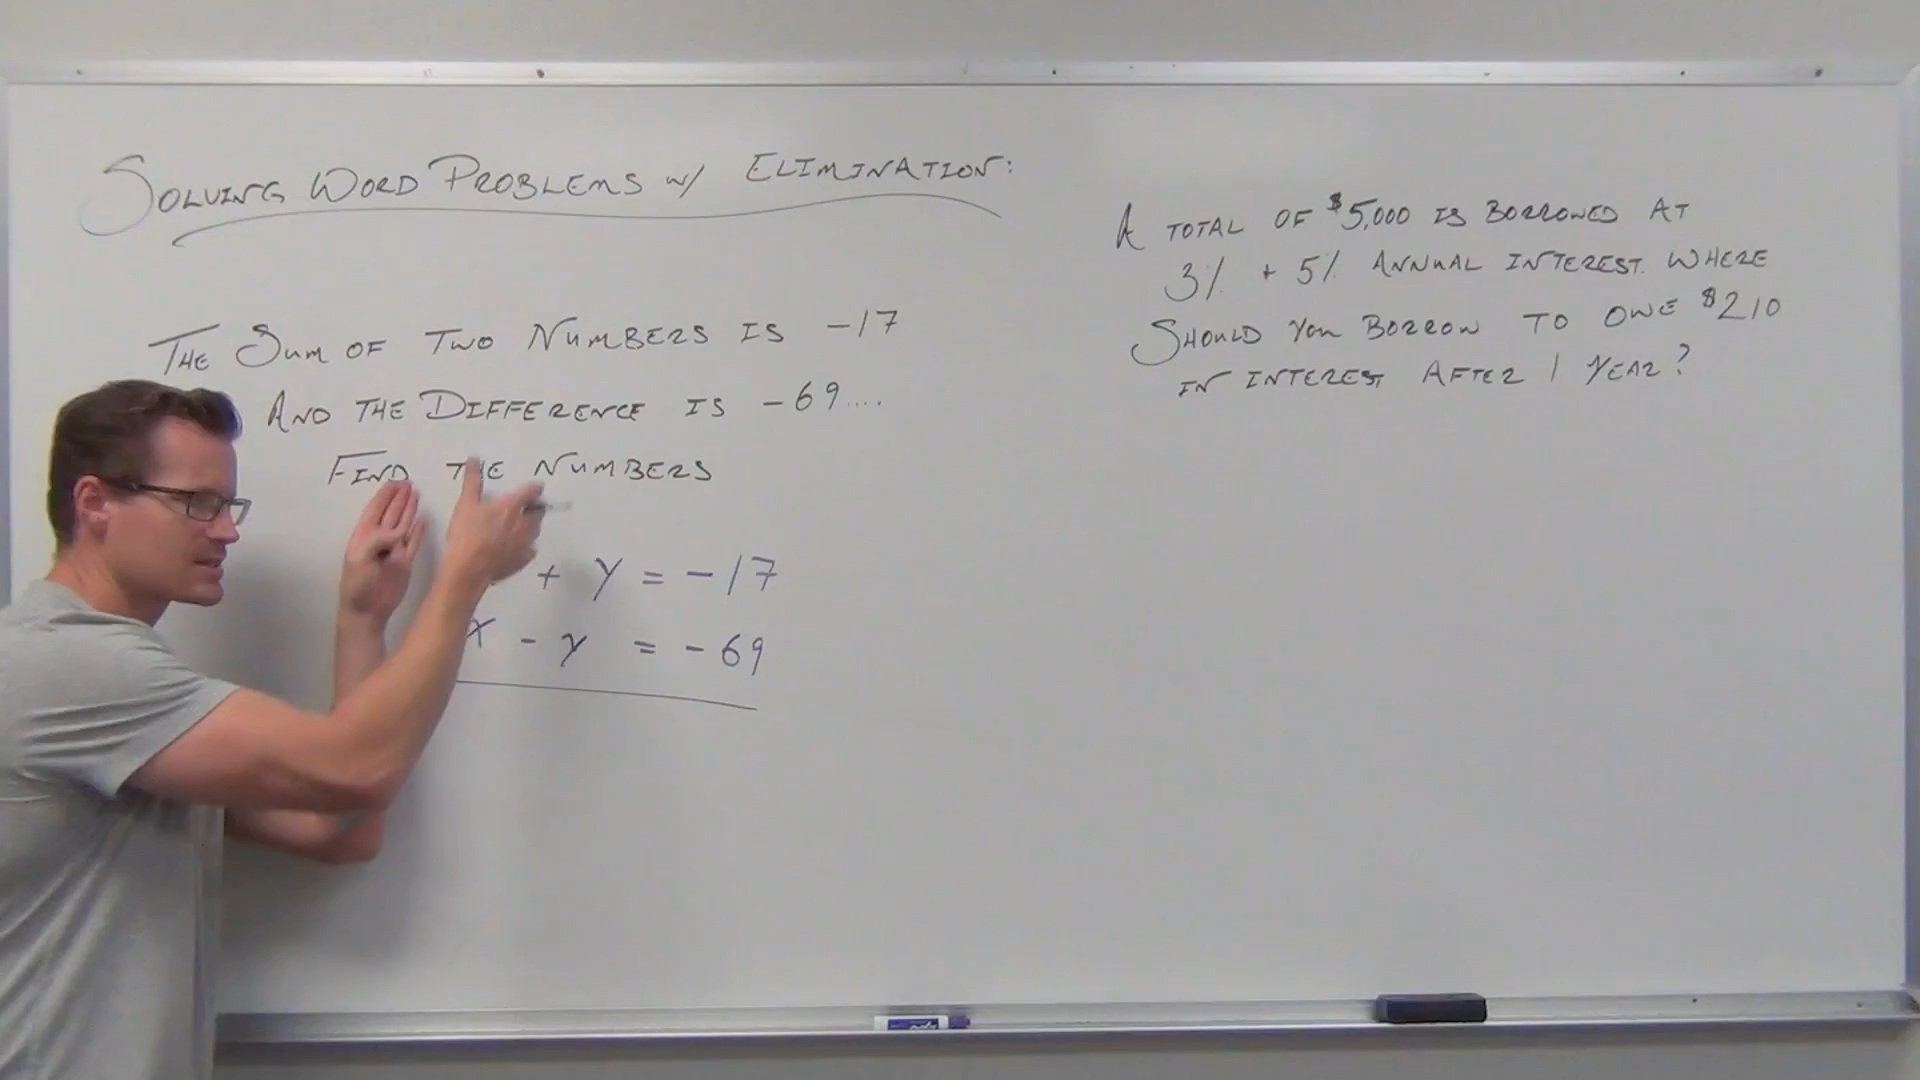 SOLVING WORD PROBLEMS W/ ELIMINATION:
THE SUM OF TWO NUMBERS IS -17
AND THE DIFFERENCE IS -69....
FIND THE NUMBERS
+ y = -17
x - y = -69
A TOTAL OF $5,000 IS BORROWED AT
3% + 5% ANNUAL INTEREST. WHERE
SHOULD YOU BORROW TO OWE $210
IN INTEREST AFTER 1 YEAR?